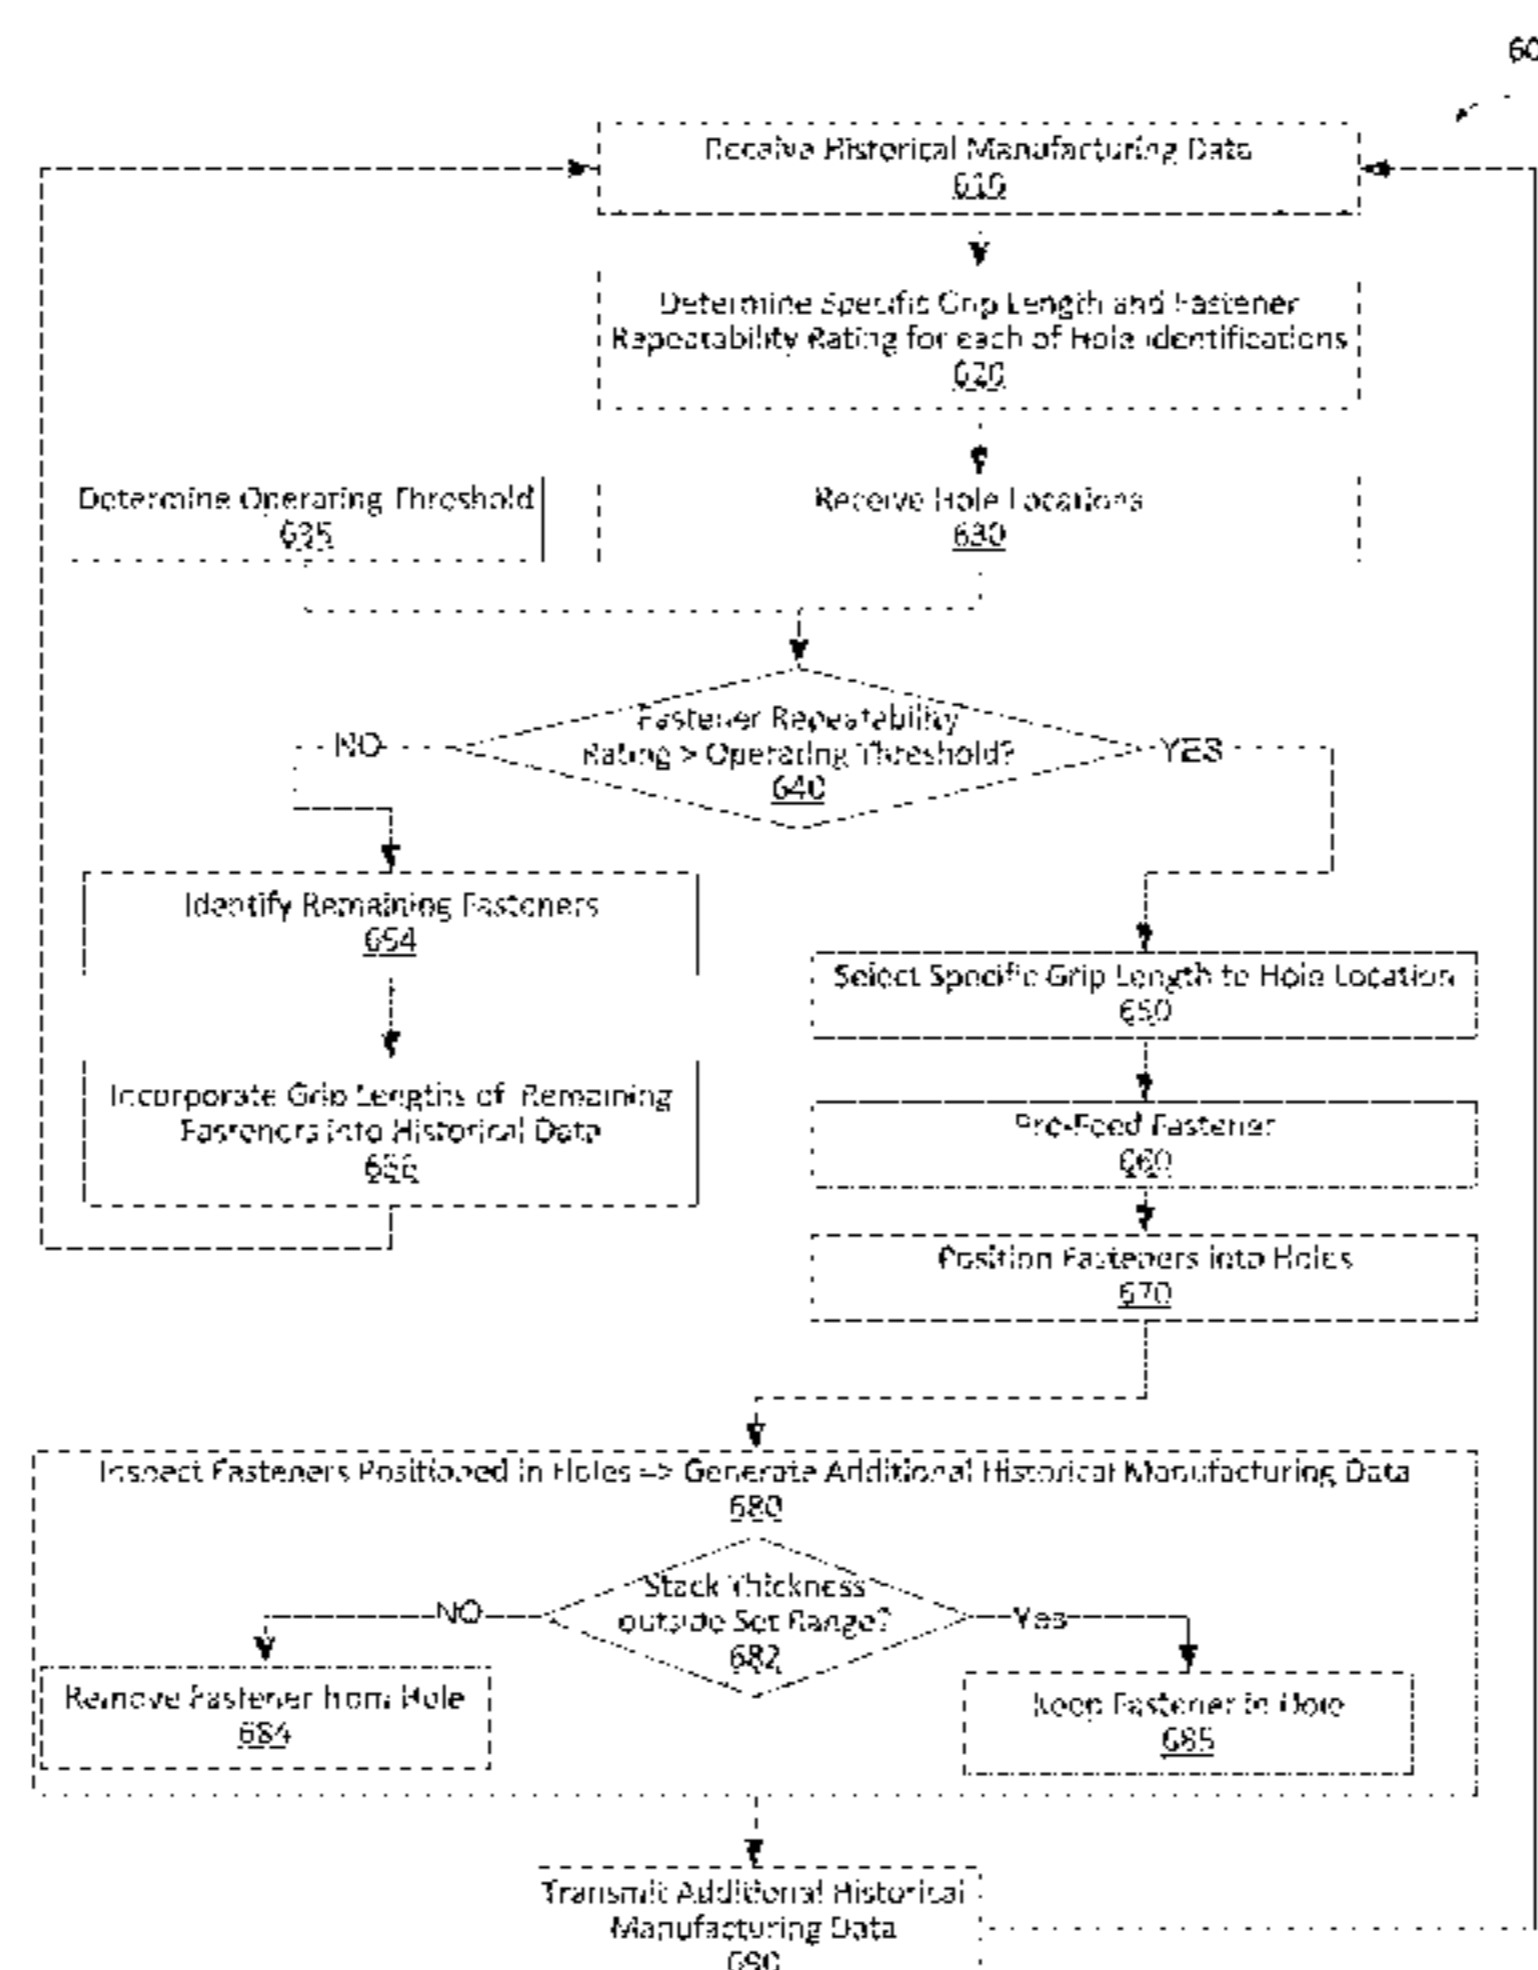 60
Receive Historical Manufacturing Data
610
Determine Specific Grip Length and Fastener
Repeatability Rating for each of Hole Identifications
620
Determine Operating Threshold
635
Receive Hole Locations
630
Fastener Repeatability
Rating > Operating Threshold?
640
NO
YES
Identify Remaining Fasteners
654
Select Specific Grip Length to Hole Location
650
Incorporate Grip Lengths of Remaining
Fasteners into Historical Data
656
Pre-Feed Fastener
660
Position Fasteners into Holes
670
Inspect Fasteners Positioned in Holes => Generate Additional Historical Manufacturing Data
680
Stack Thickness
outside Set Range?
682
NO
Yes
Remove Fastener from Hole
684
Keep Fastener in Hole
685
Transmit Additional Historical
Manufacturing Data
690